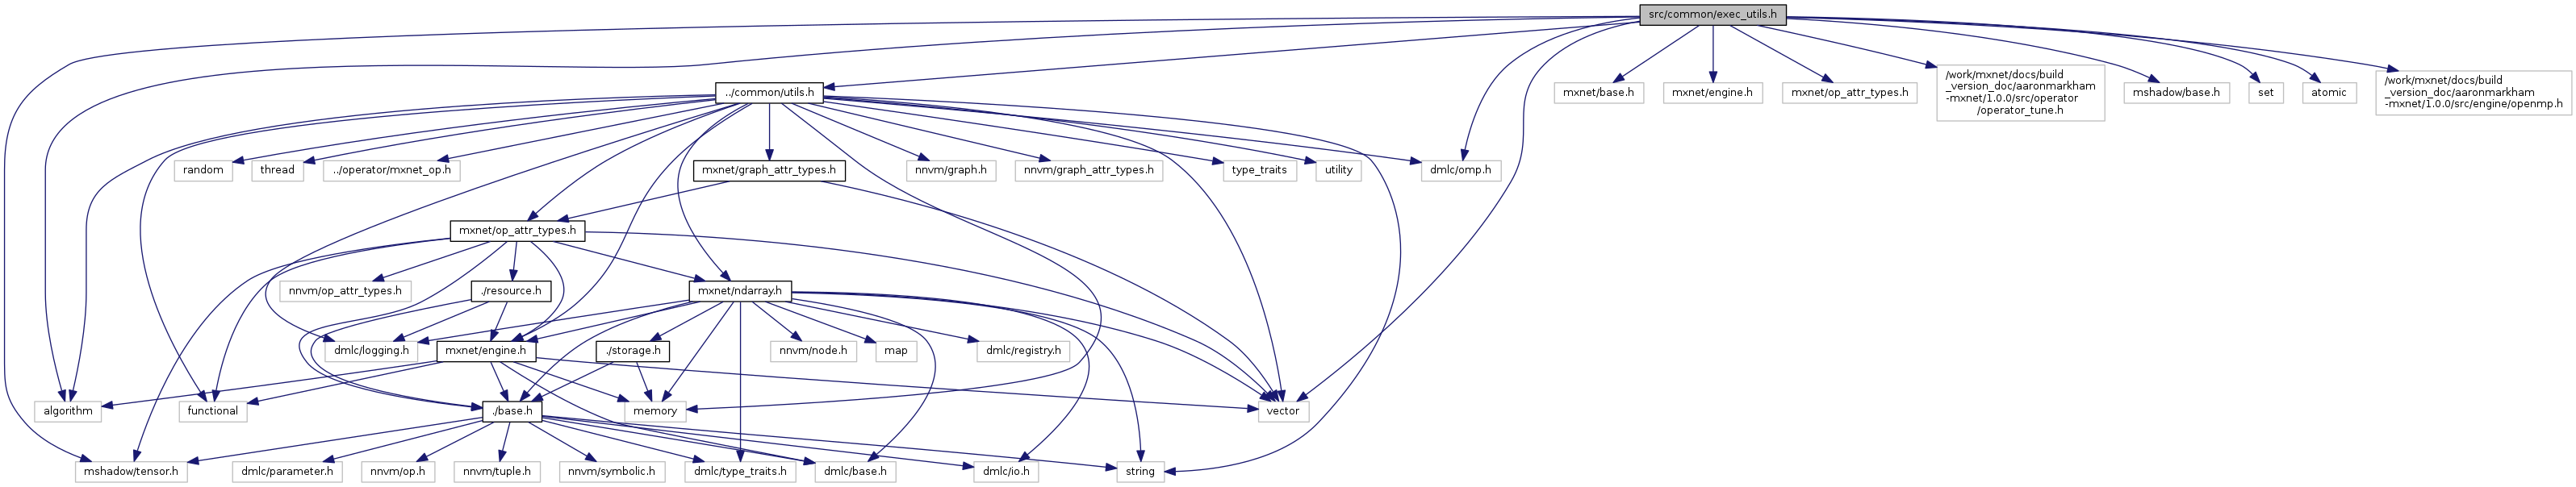 src/common/exec_utils.h
../common/utils.h
mxnet/base.h
mxnet/engine.h
mxnet/op_attr_types.h
/work/mxnet/docs/build
_version_doc/aaronmarkham
-mxnet/1.0.0/src/operator
/operator_tune.h
mshadow/base.h
set
atomic
/work/mxnet/docs/build
_version_doc/aaronmarkham
-mxnet/1.0.0/src/engine/openmp.h
random
thread
../operator/mxnet_op.h
mxnet/graph_attr_types.h
nnvm/graph.h
nnvm/graph_attr_types.h
type_traits
utility
dmlc/omp.h
mxnet/op_attr_types.h
nnvm/op_attr_types.h
./resource.h
mxnet/ndarray.h
dmlc/logging.h
mxnet/engine.h
./storage.h
nnvm/node.h
map
dmlc/registry.h
algorithm
functional
./base.h
memory
vector
mshadow/tensor.h
dmlc/parameter.h
nnvm/op.h
nnvm/tuple.h
nnvm/symbolic.h
dmlc/type_traits.h
dmlc/base.h
dmlc/io.h
string